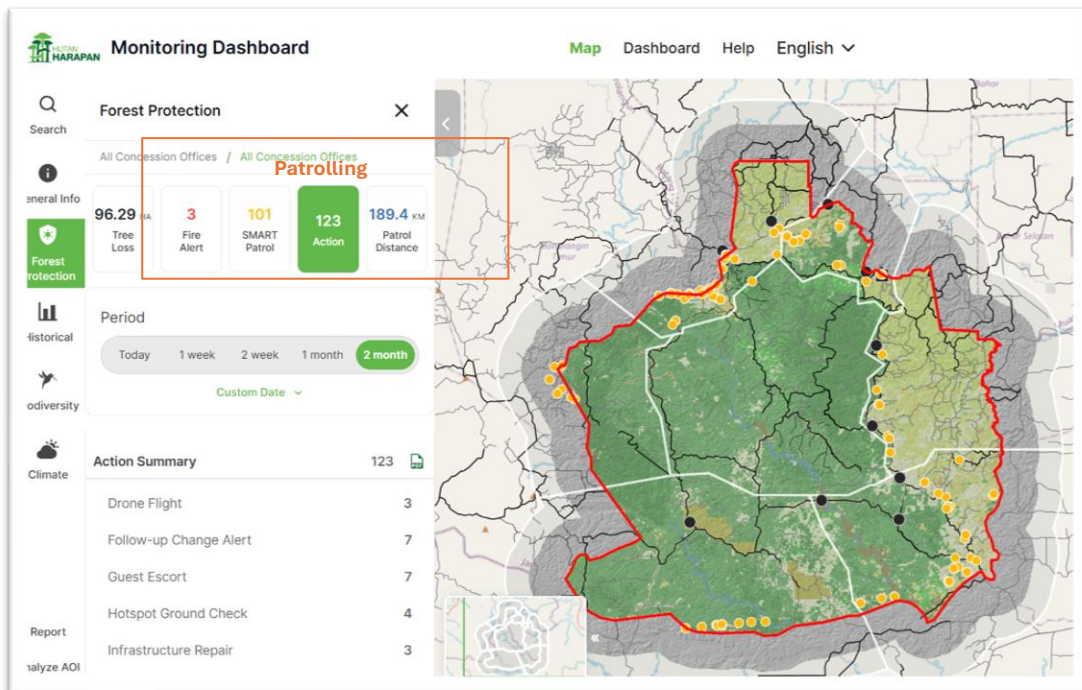 HUTAN
HARAPAN
Monitoring Dashboard
Map
Dashboard
Help
English
Search
eneral Info
Forest
rotection
istorical
odiversity
Climate
Report
nalyze AOI
Forest Protection
All Concession Offices / All Concession Offices
Patrolling
96.29 HA
Tree
Loss
3
Fire
Alert
101
SMART
Patrol
123
Action
189.4 KM
Patrol
Distance
Period
Today
1 week
2 week
1 month
2 month
Custom Date
Action Summary 123
Drone Flight 3
Follow-up Change Alert 7
Guest Escort 7
Hotspot Ground Check 4
Infrastructure Repair 3